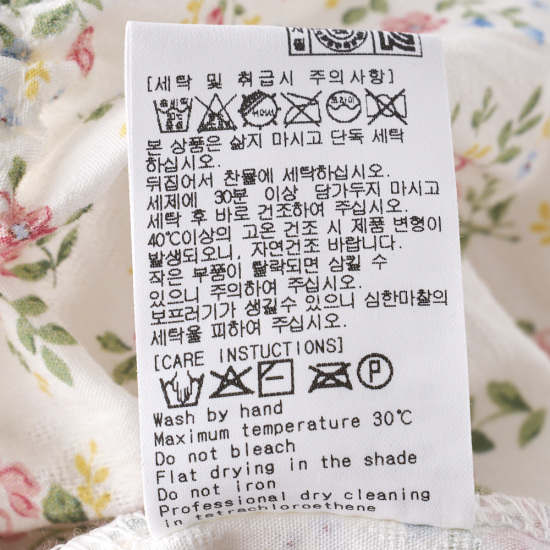 [세탁 및 취급시 주의사항]
본 상품은 삶지 마시고 단독 세탁
하십시오.
뒤집어서 찬물에 세탁하십시오.
세제에 30분 이상 담가두지 마시고
세탁 후 바로 건조하여 주십시오.
40℃이상의 고온 건조 시 제품 변형이
발생되오니, 자연건조 바랍니다.
작은 부품이 탈락되면 삼킬 수
있으니 주의하여 주십시오.
보프러기가 생길수 있으니 심한마찰의
세탁을 피하여 주십시오.
[CARE INSTUCTIONS]
P
Wash by hand
Maximum temperature 30℃
Do not bleach
Flat drying in the shade
Do not iron
Professional dry cleaning
in tetrachloroethene